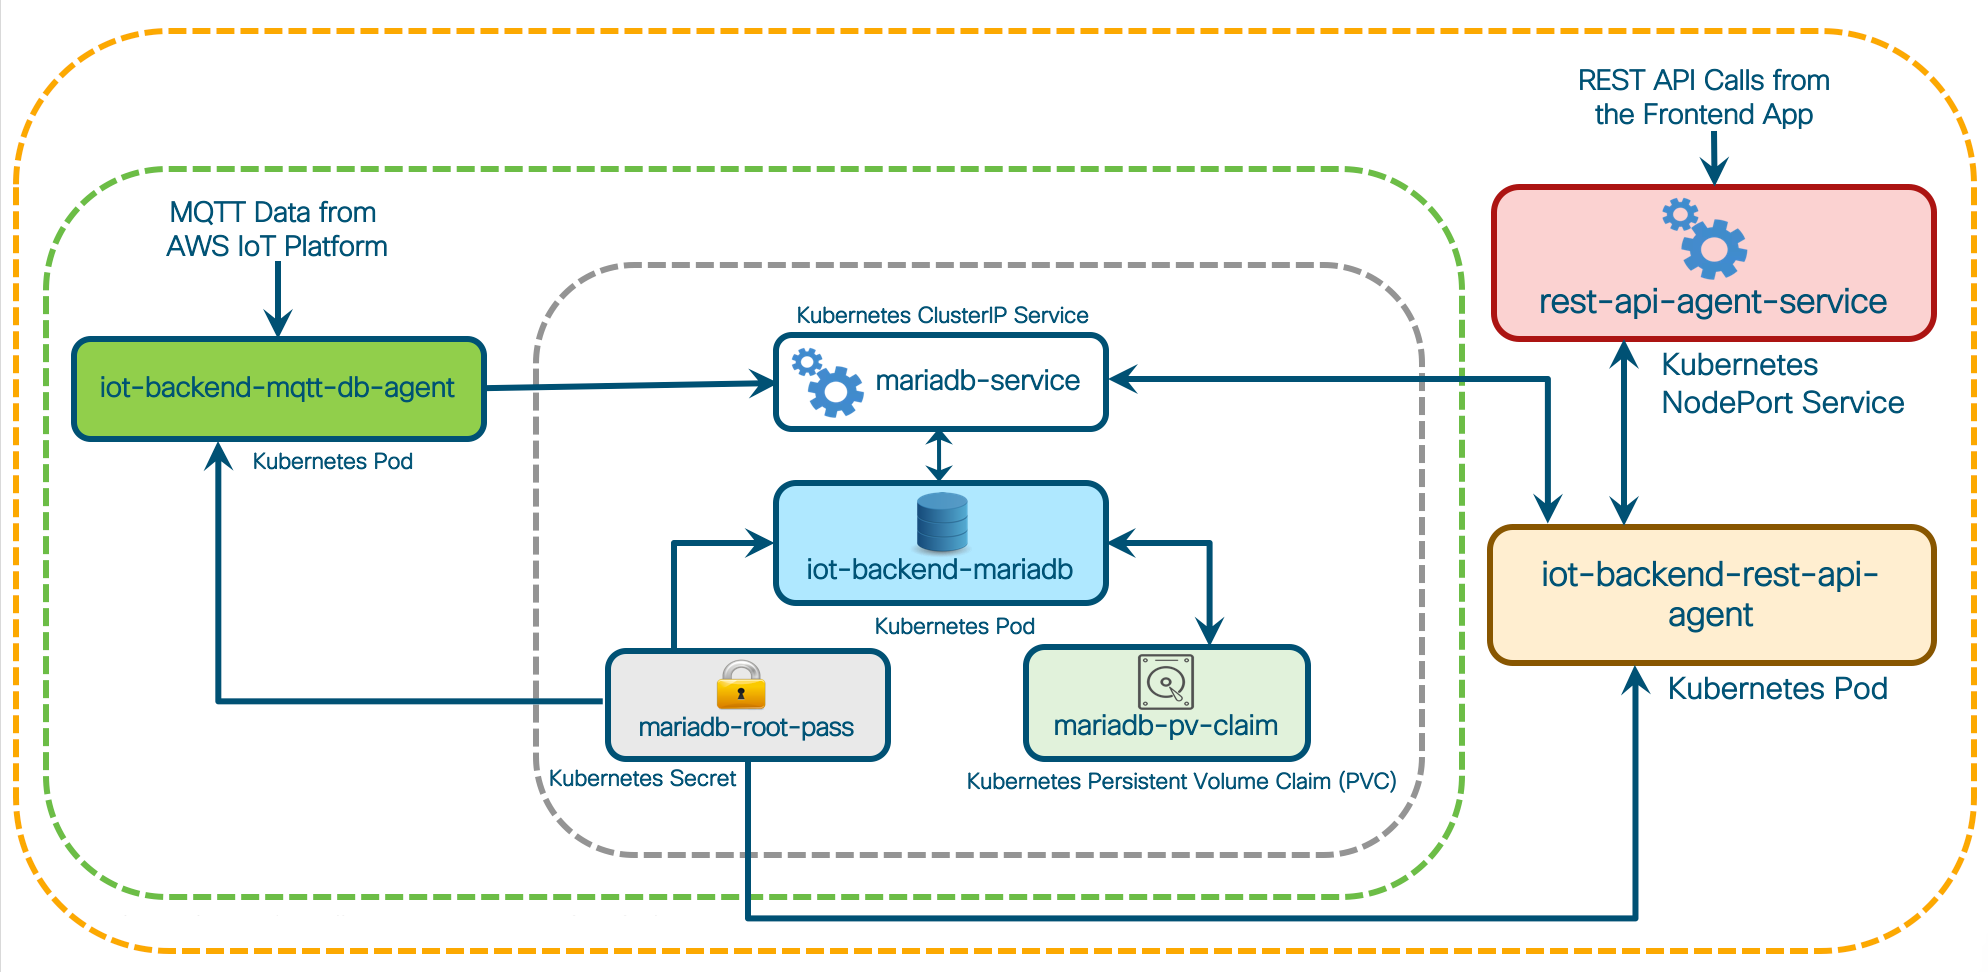 REST API Calls from
the Frontend App
MQTT Data from
AWS IoT Platform
rest-api-agent-service
Kubernetes ClusterIP Service
mariadb-service
iot-backend-mqtt-db-agent
Kubernetes
NodePort Service
Kubernetes Pod
iot-backend-mariadb
iot-backend-rest-api-
agent
Kubernetes Pod
Kubernetes Pod
mariadb-root-pass
mariadb-pv-claim
Kubernetes Secret
Kubernetes Persistent Volume Claim (PVC)